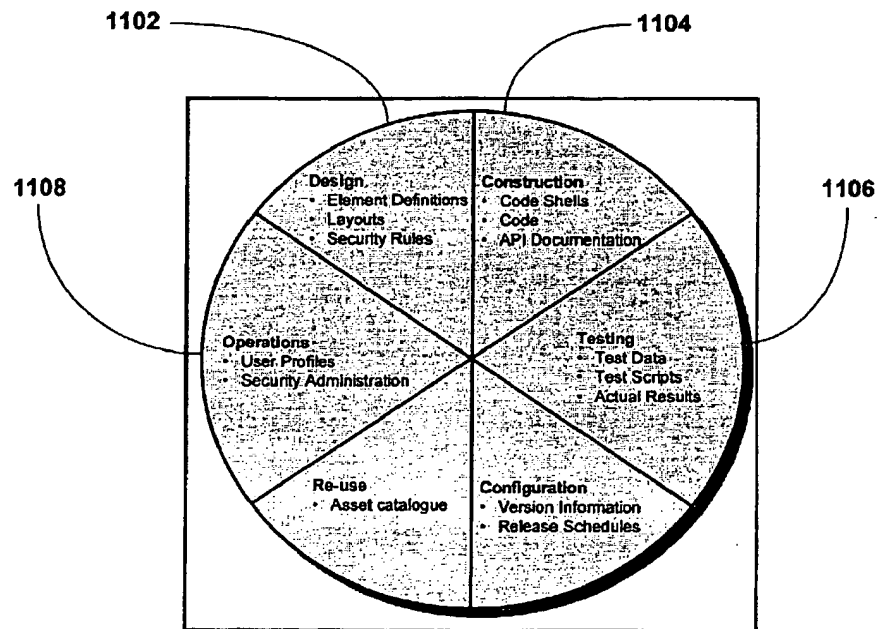 1102
1104
1108
1106
Design
• Element Definitions
• Layouts
• Security Rules
Construction
• Code Shells
• Code
• API Documentation
Operations
• User Profiles
• Security Administration
Testing
• Test Data
• Test Scripts
• Actual Results
Re-use
• Asset catalogue
Configuration
• Version Information
• Release Schedules